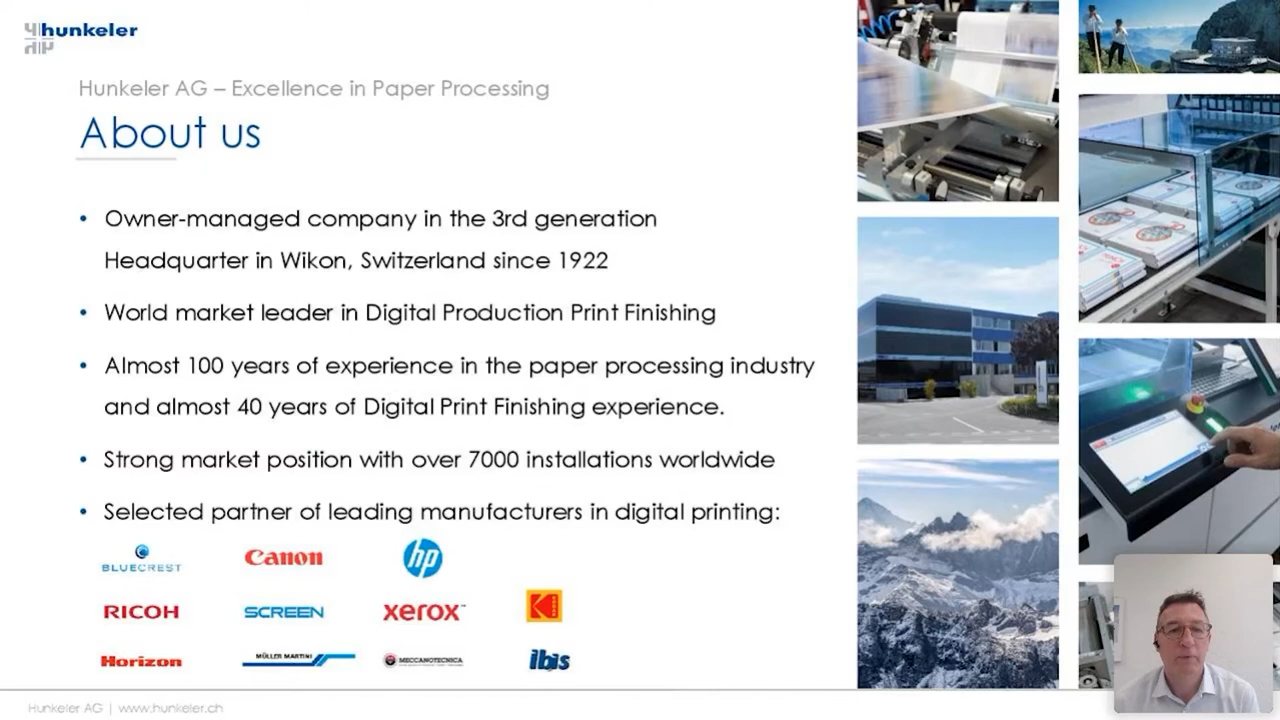 hunkeler
Hunkeler AG – Excellence in Paper Processing
About us
• Owner-managed company in the 3rd generation
Headquarter in Wikon, Switzerland since 1922
• World market leader in Digital Production Print Finishing
• Almost 100 years of experience in the paper processing industry
and almost 40 years of Digital Print Finishing experience.
• Strong market position with over 7000 installations worldwide
• Selected partner of leading manufacturers in digital printing:
BLUECREST Canon hp
RICOH SCREEN xerox KODAK
Horizon MÜLLER MARTINI MECCANOTECNICA ibis
Hunkeler AG | www.hunkeler.ch